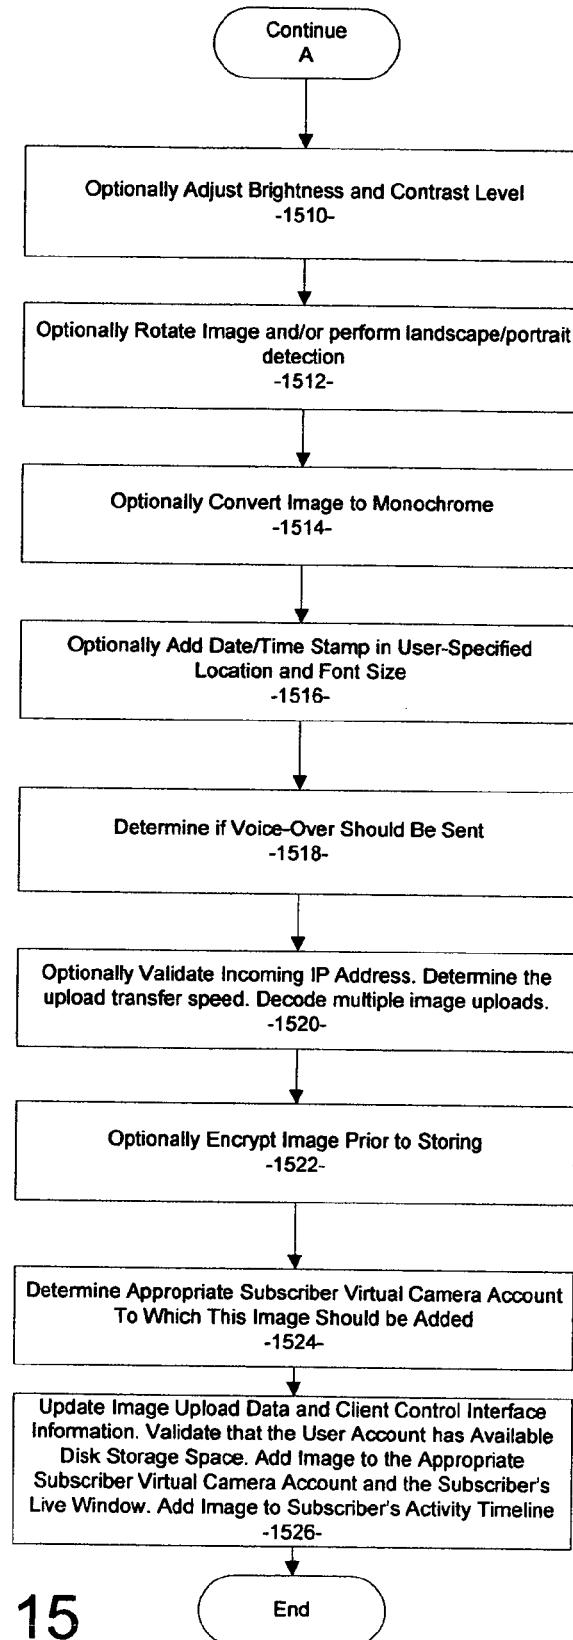 Continue
A
Optionally Adjust Brightness and Contrast Level
-1510-
Optionally Rotate Image and/or perform landscape/portrait
detection
-1512-
Optionally Convert Image to Monochrome
-1514-
Optionally Add Date/Time Stamp in User-Specified
Location and Font Size
-1516-
Determine if Voice-Over Should Be Sent
-1518-
Optionally Validate Incoming IP Address. Determine the
upload transfer speed. Decode multiple image uploads.
-1520-
Optionally Encrypt Image Prior to Storing
-1522-
Determine Appropriate Subscriber Virtual Camera Account
To Which This Image Should be Added
-1524-
Update Image Upload Data and Client Control Interface
Information. Validate that the User Account has Available
Disk Storage Space. Add Image to the Appropriate
Subscriber Virtual Camera Account and the Subscriber's
Live Window. Add Image to Subscriber's Activity Timeline
-1526-
15
End